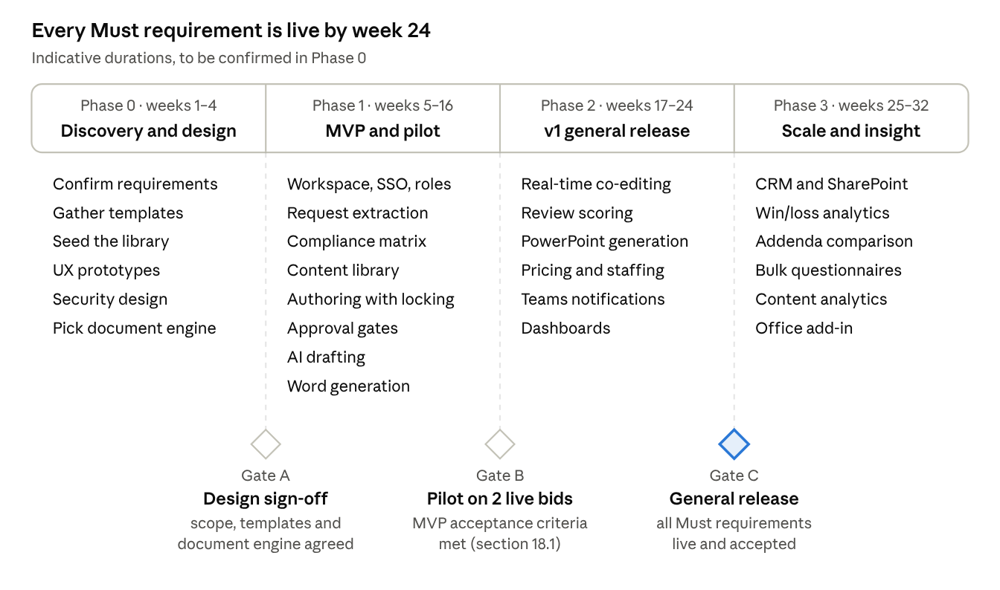 Every Must requirement is live by week 24
Indicative durations, to be confirmed in Phase 0
Phase 0 · weeks 1–4
Discovery and design
Phase 1 · weeks 5–16
MVP and pilot
Phase 2 · weeks 17–24
v1 general release
Phase 3 · weeks 25–32
Scale and insight
Confirm requirements
Gather templates
Seed the library
UX prototypes
Security design
Pick document engine
Workspace, SSO, roles
Request extraction
Compliance matrix
Content library
Authoring with locking
Approval gates
AI drafting
Word generation
Real-time co-editing
Review scoring
PowerPoint generation
Pricing and staffing
Teams notifications
Dashboards
CRM and SharePoint
Win/loss analytics
Addenda comparison
Bulk questionnaires
Content analytics
Office add-in
Gate A
Design sign-off
scope, templates and
document engine agreed
Gate B
Pilot on 2 live bids
MVP acceptance criteria
met (section 18.1)
Gate C
General release
all Must requirements
live and accepted